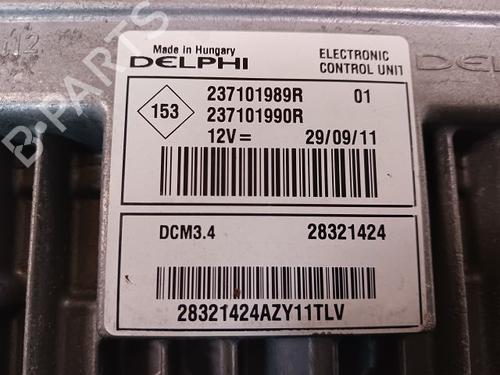 Made in Hungary
DELPHI
ELECTRONIC
CONTROL UNIT
153
237101989R 01
237101990R
12V= 29/09/11
DCM3.4 28321424
28321424AZY11TLV
DELPH
B-PARTS